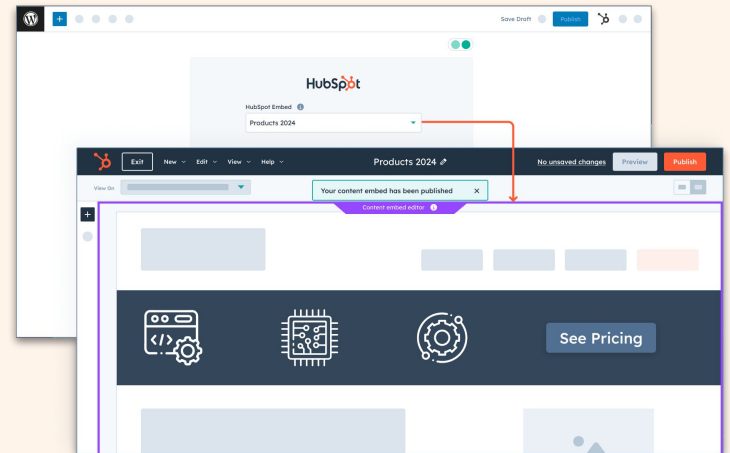 Save Draft
Publish
HubSpot
HubSpot Embed
Products 2024
Exit
New
Edit
View
Help
Products 2024
No unsaved changes
Preview
Publish
View On
Your content embed has been published
Content embed editor
See Pricing